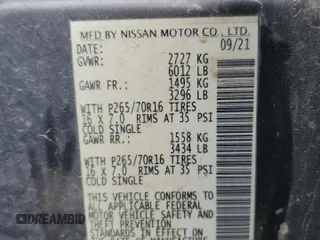 MFD BY NISSAN MOTOR CO., LTD.
DATE: 09/21
GVWR: 2727 KG
6012 LB
GAWR FR.: 1495 KG
3296 LB
WITH P265/70R16 TIRES
16 X 7.0 RIMS AT 35 PSI
COLD SINGLE
GAWR RR.: 1558 KG
3434 LB
WITH P265/70R16 TIRES
16 X 7.0 RIMS AT 35 PSI
COLD SINGLE
THIS VEHICLE CONFORMS TO
ALL APPLICABLE FEDERAL
MOTOR VEHICLE SAFETY
AND THEFT PREVENTION
STANDARDS IN
DREAMBID